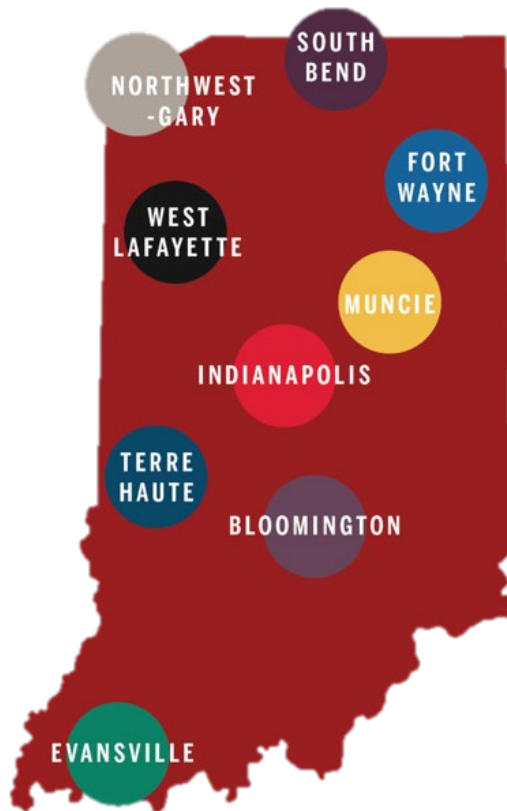 SOUTH
BEND
NORTHWEST
-GARY
FORT
WAYNE
WEST
LAFAYETTE
MUNCIE
INDIANAPOLIS
TERRE
HAUTE
BLOOMINGTON
EVANSVILLE